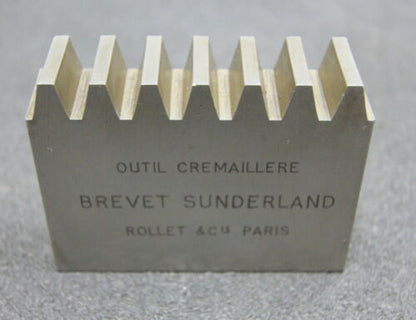 OUTIL CREMAILLERE
BREVET SUNDERLAND
ROLLET & Cie PARIS